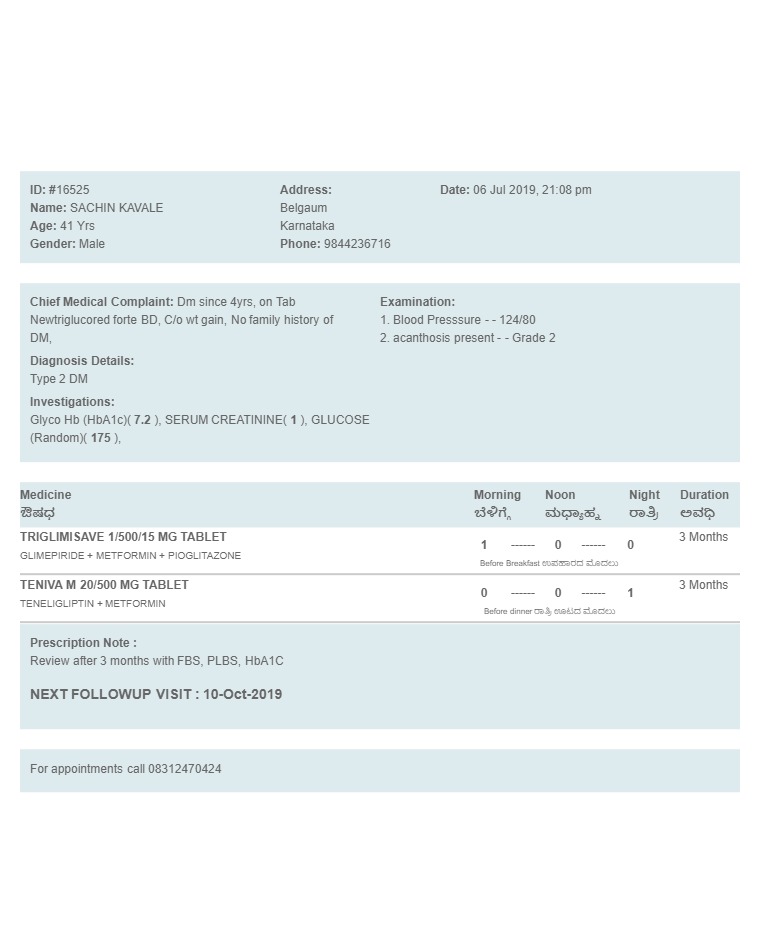 ID: #16525
Name: SACHIN KAVALE
Age: 41 Yrs
Gender: Male
Address:
Belgaum
Karnataka
Phone: 9844236716
Date: 06 Jul 2019, 21:08 pm
Chief Medical Complaint: Dm since 4yrs, on Tab
Newtriglucored forte BD, C/o wt gain, No family history of
DM,
Diagnosis Details:
Type 2 DM
Investigations:
Glyco Hb (HbA1c)( 7.2 ), SERUM CREATININE( 1 ), GLUCOSE
(Random)( 175 ),
Examination:
1. Blood Presssure - - 124/80
2. acanthosis present - - Grade 2
Medicine Morning Noon Night Duration
ಔಷಧ ಬೆಳಿಗ್ಗೆ ಮಧ್ಯಾಹ್ನ ರಾತ್ರಿ ಅವಧಿ
TRIGLIMISAVE 1/500/15 MG TABLET 3 Months
1 ------ 0 ------ 0
GLIMEPIRIDE + METFORMIN + PIOGLITAZONE
Before Breakfast ಉಪಹಾರದ ಮೊದಲು
TENIVA M 20/500 MG TABLET 3 Months
0 ------ 0 ------ 1
TENELIGLIPTIN + METFORMIN
Before dinner ರಾತ್ರಿ ಊಟದ ಮೊದಲು
Prescription Note :
Review after 3 months with FBS, PLBS, HbA1C
NEXT FOLLOWUP VISIT : 10-Oct-2019
For appointments call 08312470424